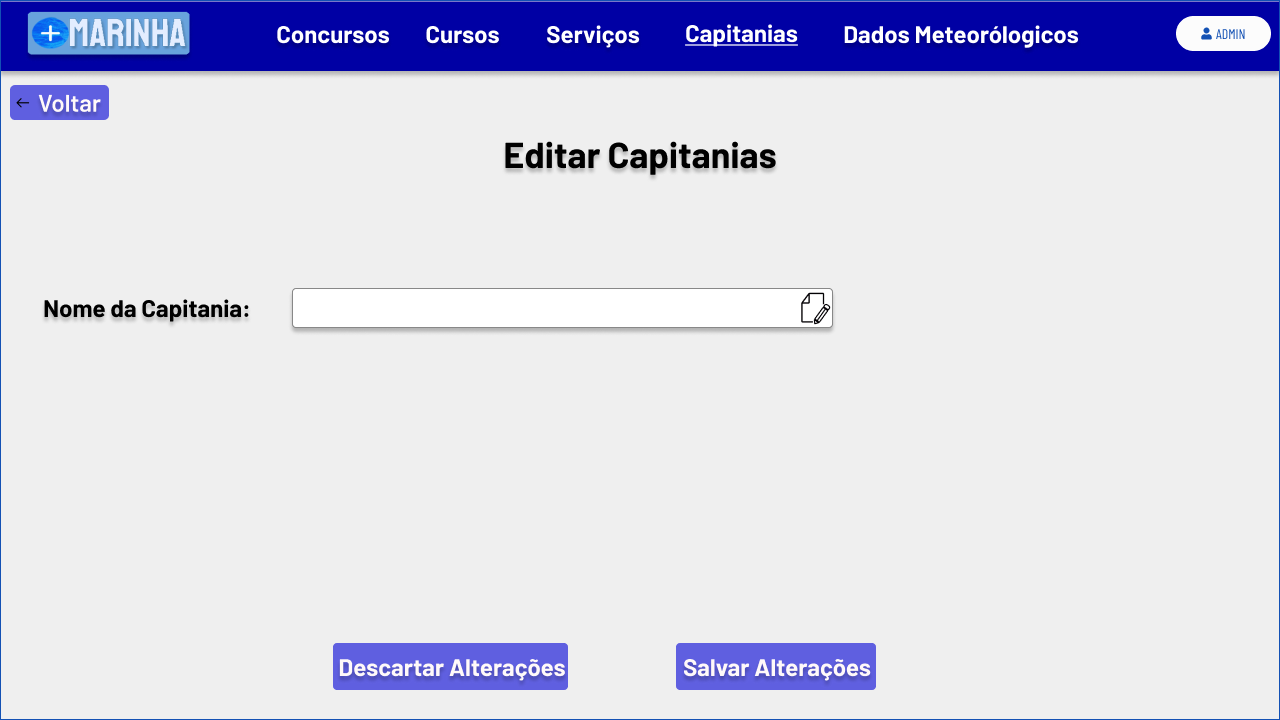 +MARINHA Concursos Cursos Serviços Capitanias Dados Meteorólogicos ADMIN
← Voltar
Editar Capitanias
Nome da Capitania:
Descartar Alterações Salvar Alterações